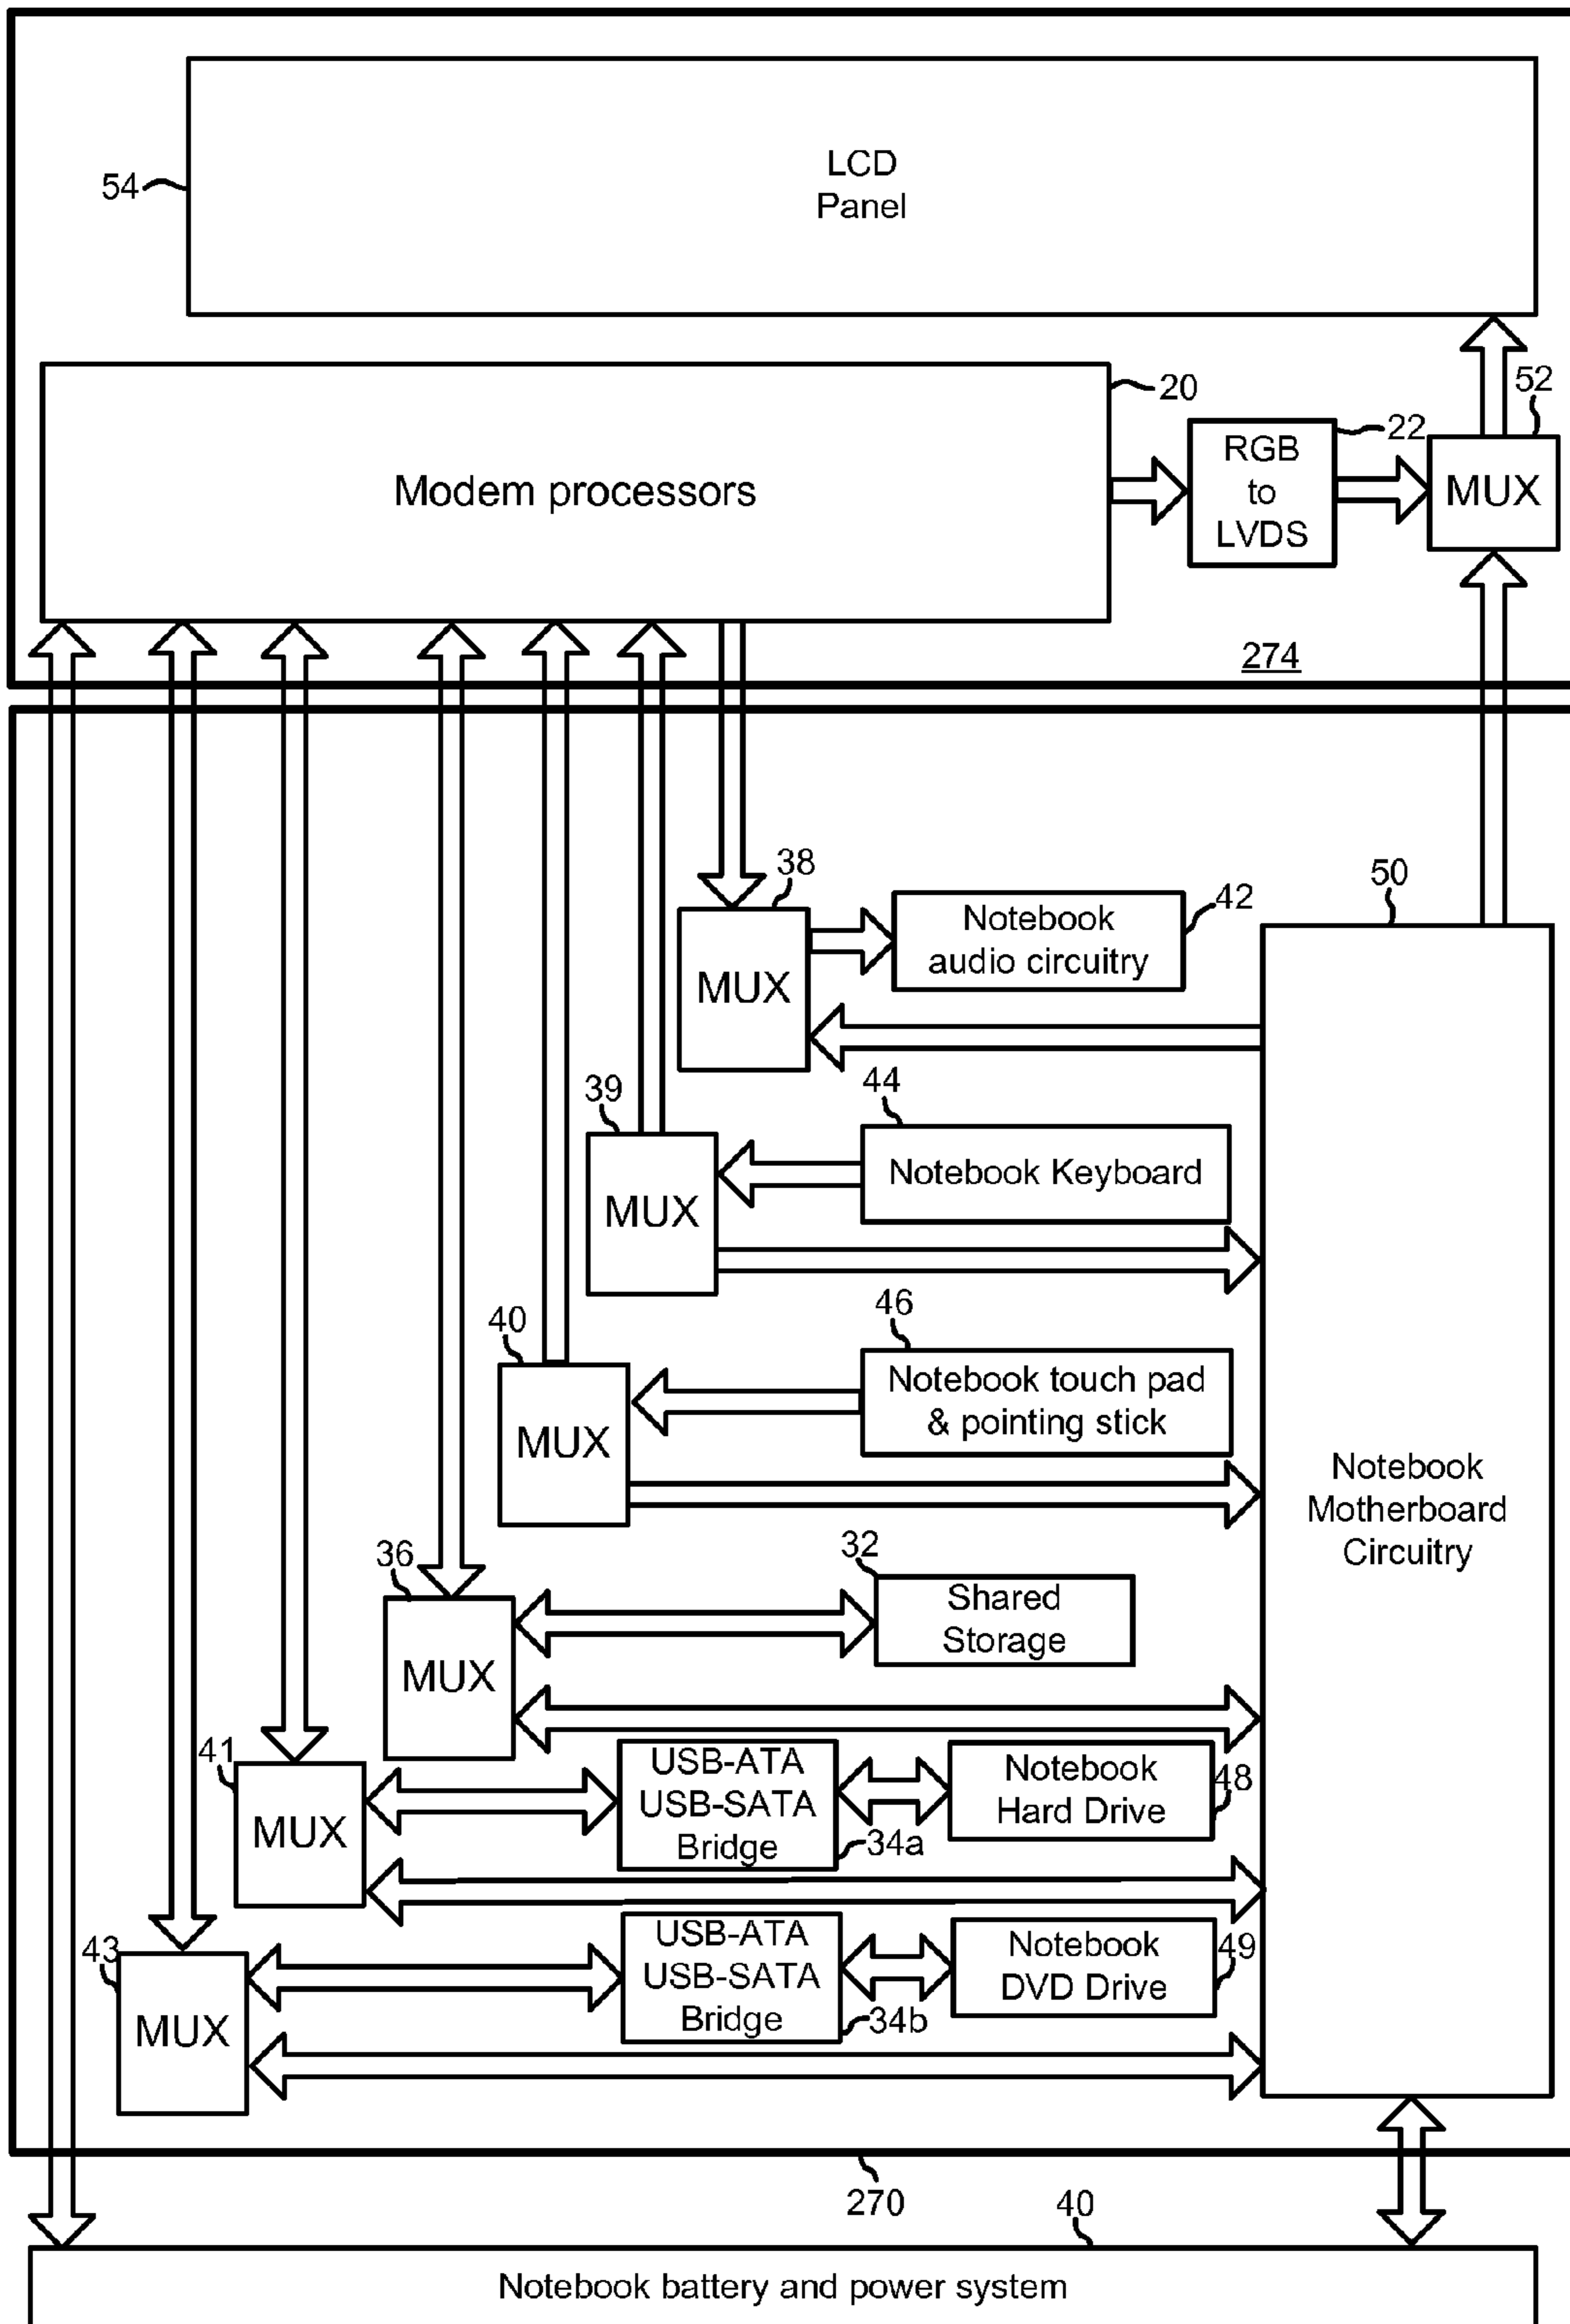 LCD
Panel
54
52
20
22
RGB
to
LVDS
MUX
Modem processors
274
38
50
42
Notebook
audio circuitry
MUX
44
39
Notebook Keyboard
MUX
46
40
Notebook touch pad
& pointing stick
MUX
Notebook
Motherboard
Circuitry
32
36
Shared
Storage
MUX
41
USB-ATA
USB-SATA
Bridge
Notebook
Hard Drive
48
MUX
34a
43
USB-ATA
USB-SATA
Bridge
Notebook
DVD Drive
49
MUX
34b
270
40
Notebook battery and power system